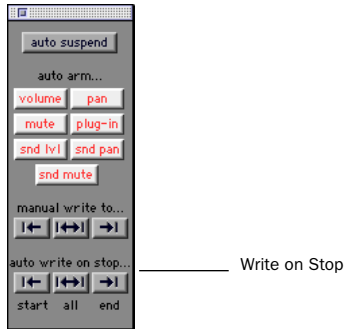 auto suspend
auto arm...
volume pan
mute plug-in
snd lvl snd pan
snd mute
manual write to...
auto write on stop...
Write on Stop
start all end